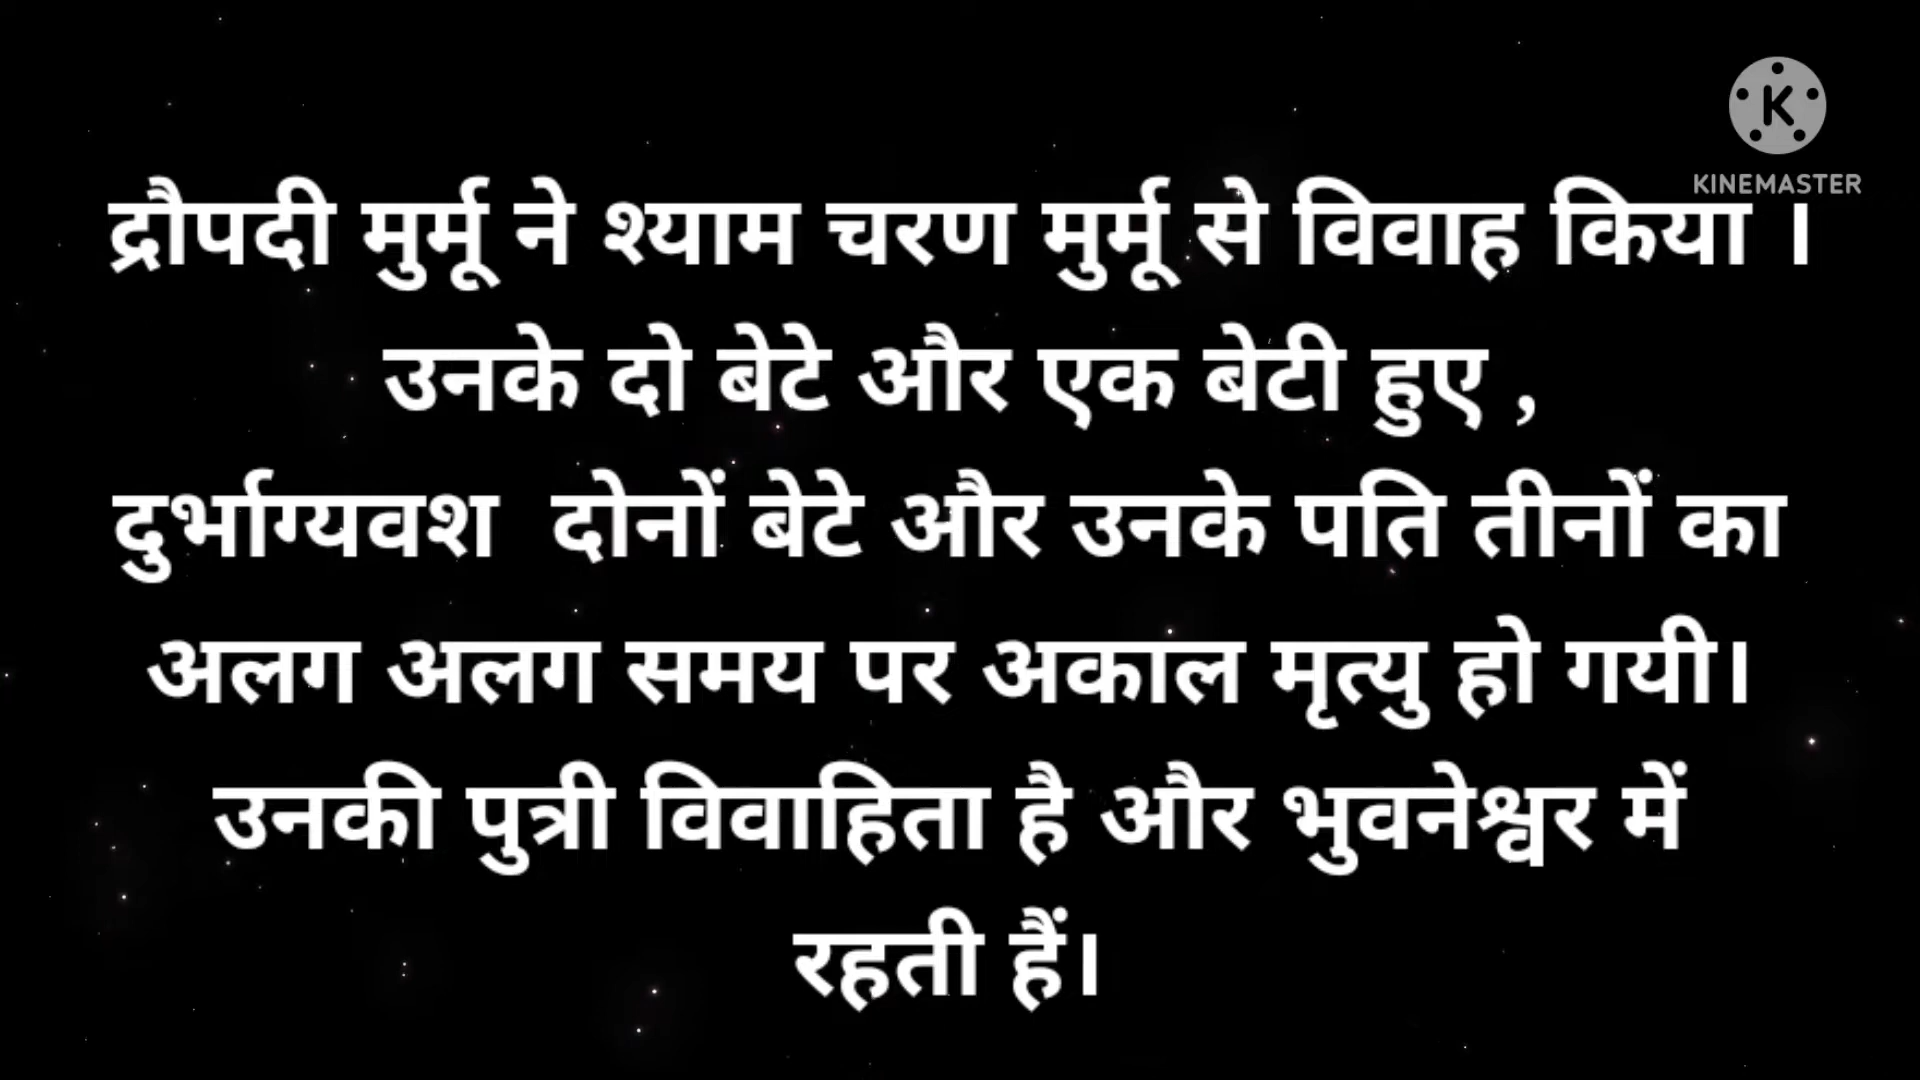 KINEMASTER
द्रौपदी मुर्मू ने श्याम चरण मुर्मू से विवाह किया ।
उनके दो बेटे और एक बेटी हुए ,
दुर्भाग्यवश  दोनों बेटे और उनके पति तीनों का
अलग अलग समय पर अकाल मृत्यु हो गयी।
उनकी पुत्री विवाहिता है और भुवनेश्वर में
रहती हैं।